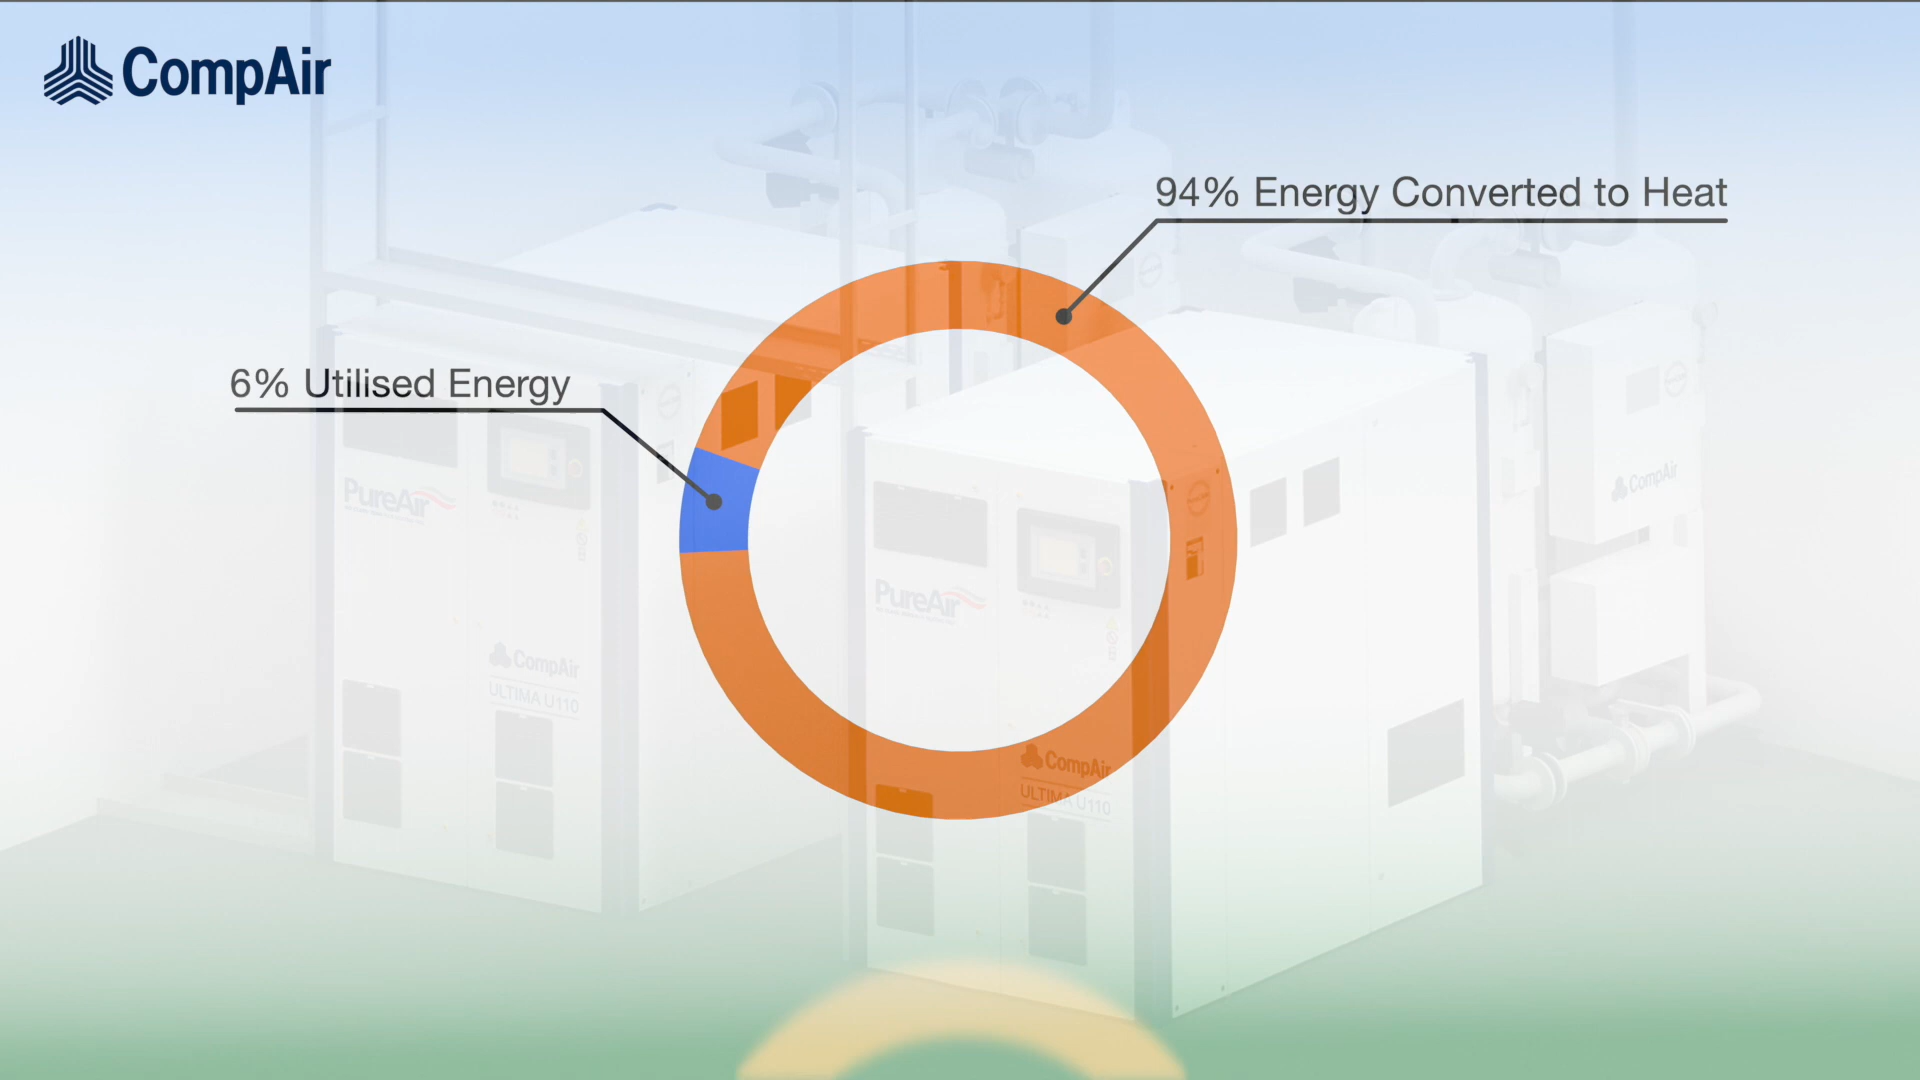 CompAir
94% Energy Converted to Heat
6% Utilised Energy
PureAir
CompAir
ULTIMA U110
PureAir
CompAir
ULTIMA U110
CompAir